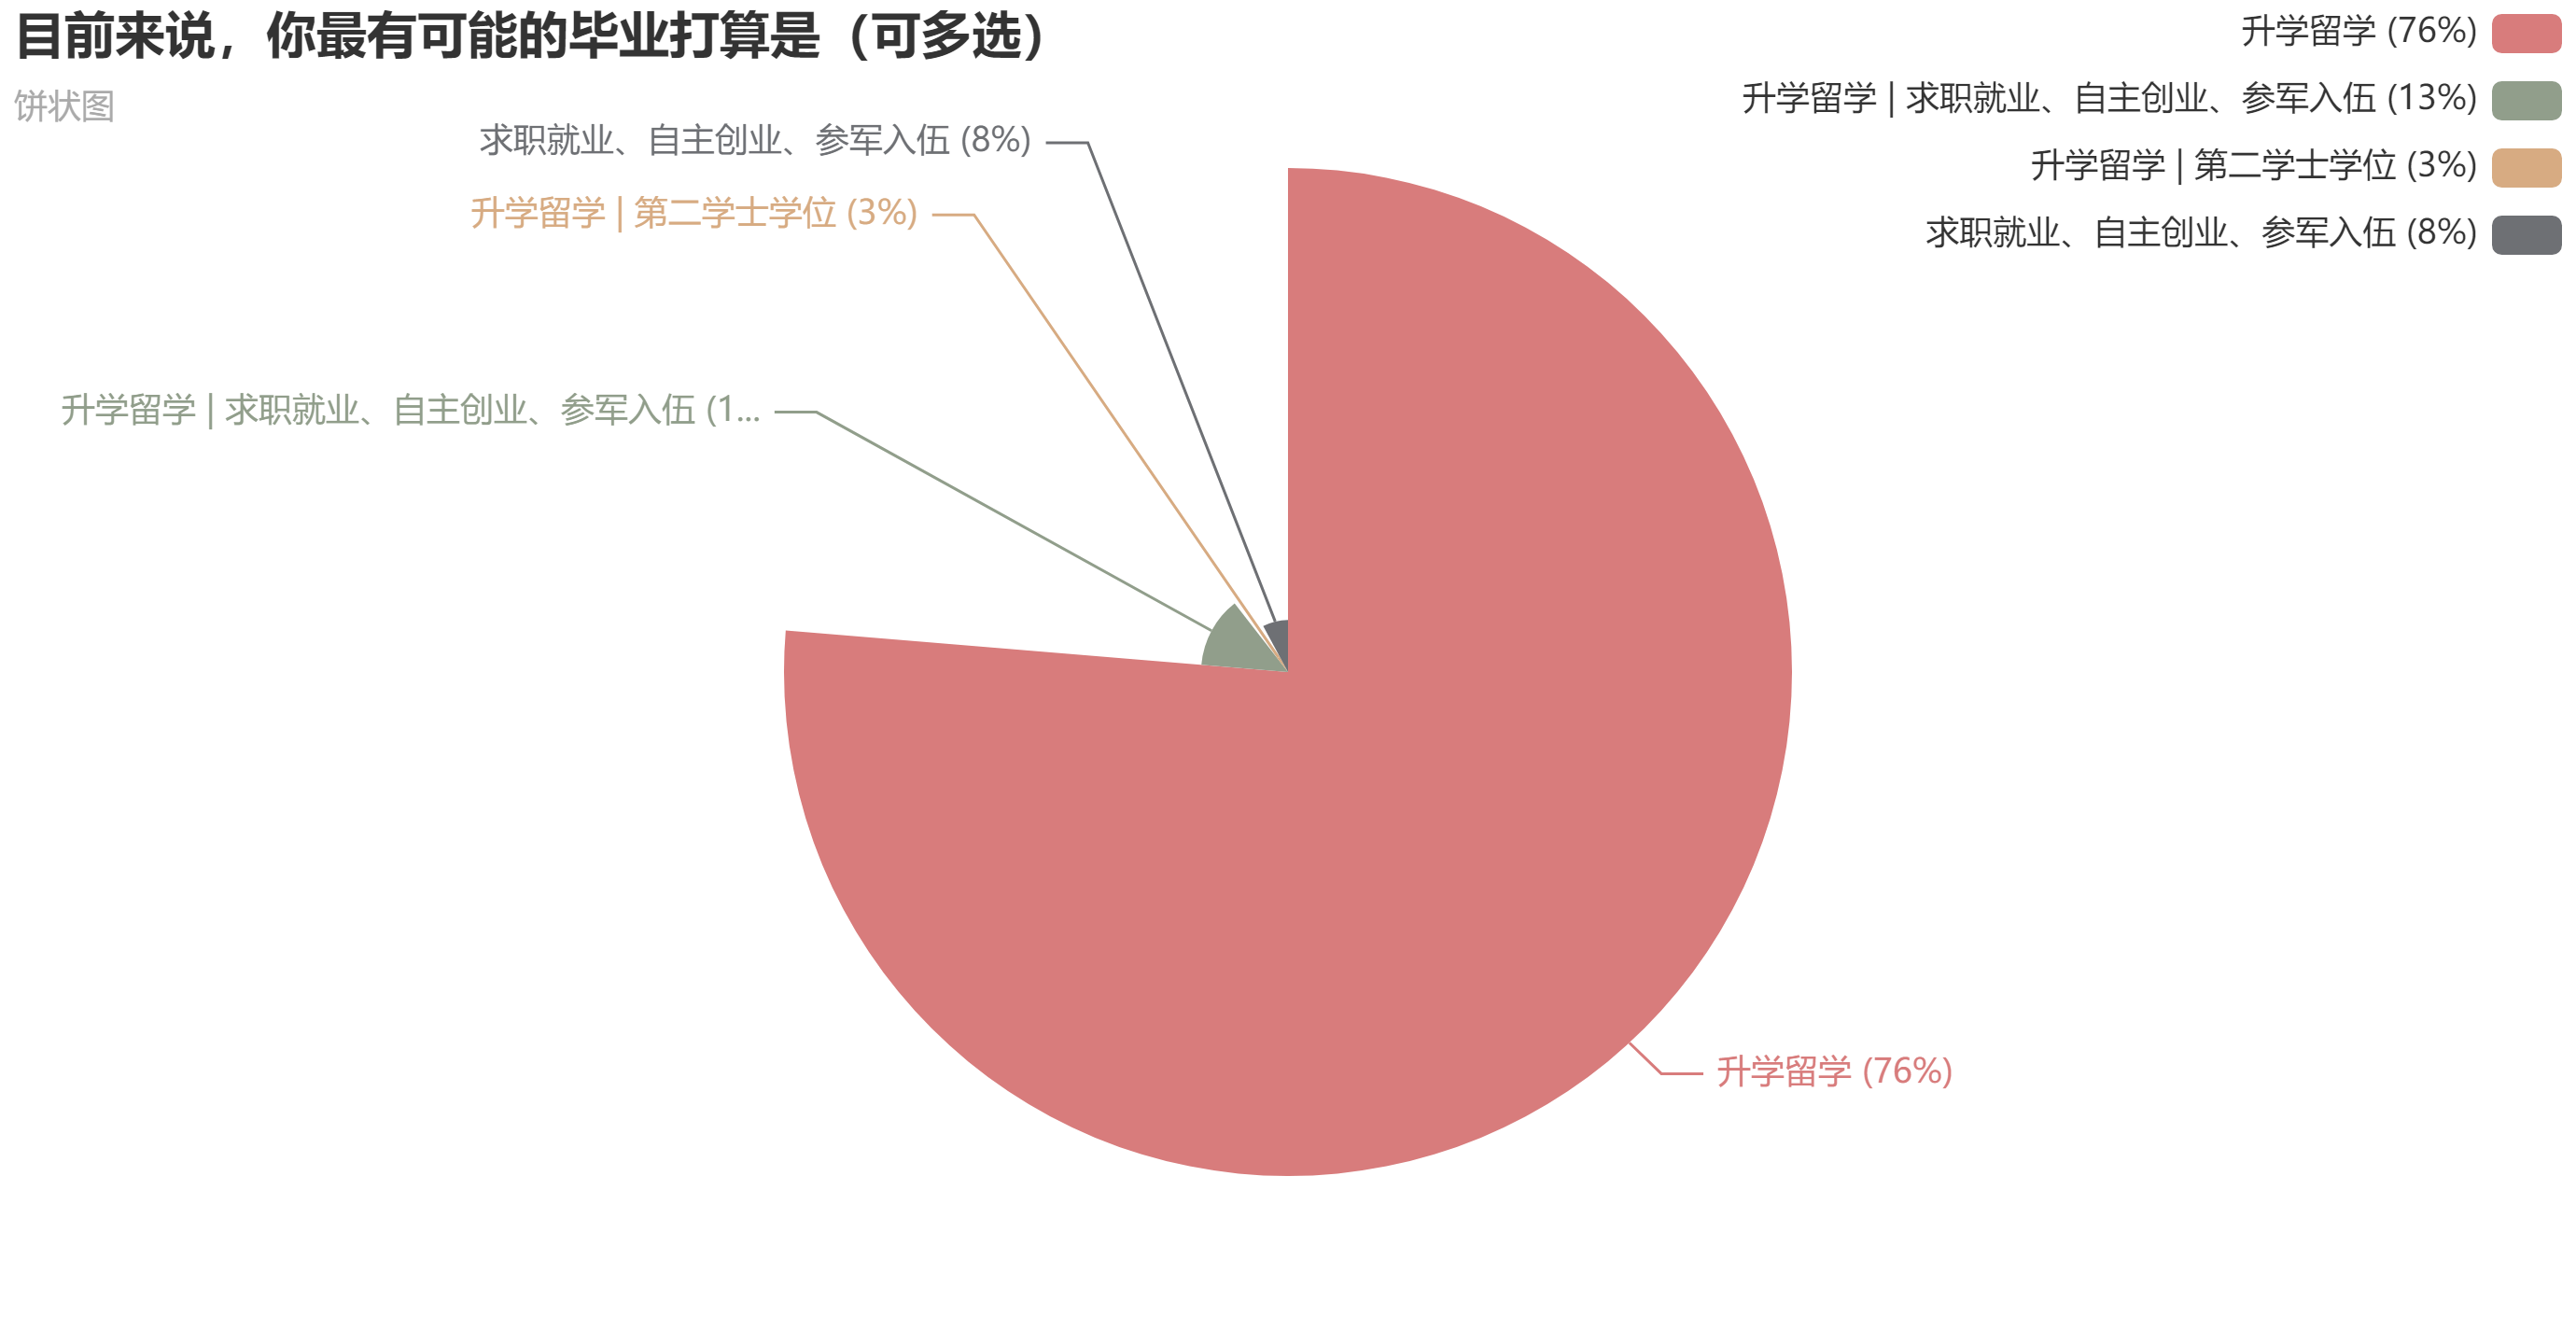 目前来说，你最有可能的毕业打算是（可多选）
饼状图
升学留学 (76%)
升学留学 | 求职就业、自主创业、参军入伍 (13%)
升学留学 | 第二学士学位 (3%)
求职就业、自主创业、参军入伍 (8%)
求职就业、自主创业、参军入伍 (8%)
升学留学 | 第二学士学位 (3%)
升学留学 | 求职就业、自主创业、参军入伍 (1...
升学留学 (76%)